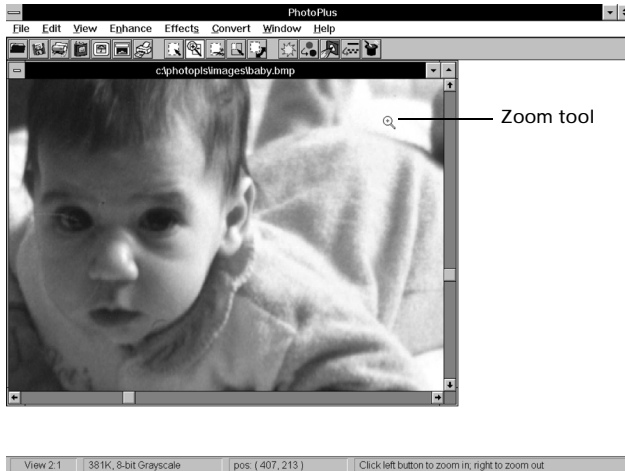 PhotoPlus
File Edit View Enhance Effects Convert Window Help
c:\photopls\images\baby.bmp
Zoom tool
View 2:1 381K, 8-bit Grayscale pos: ( 407, 213 ) Click left button to zoom in; right to zoom out